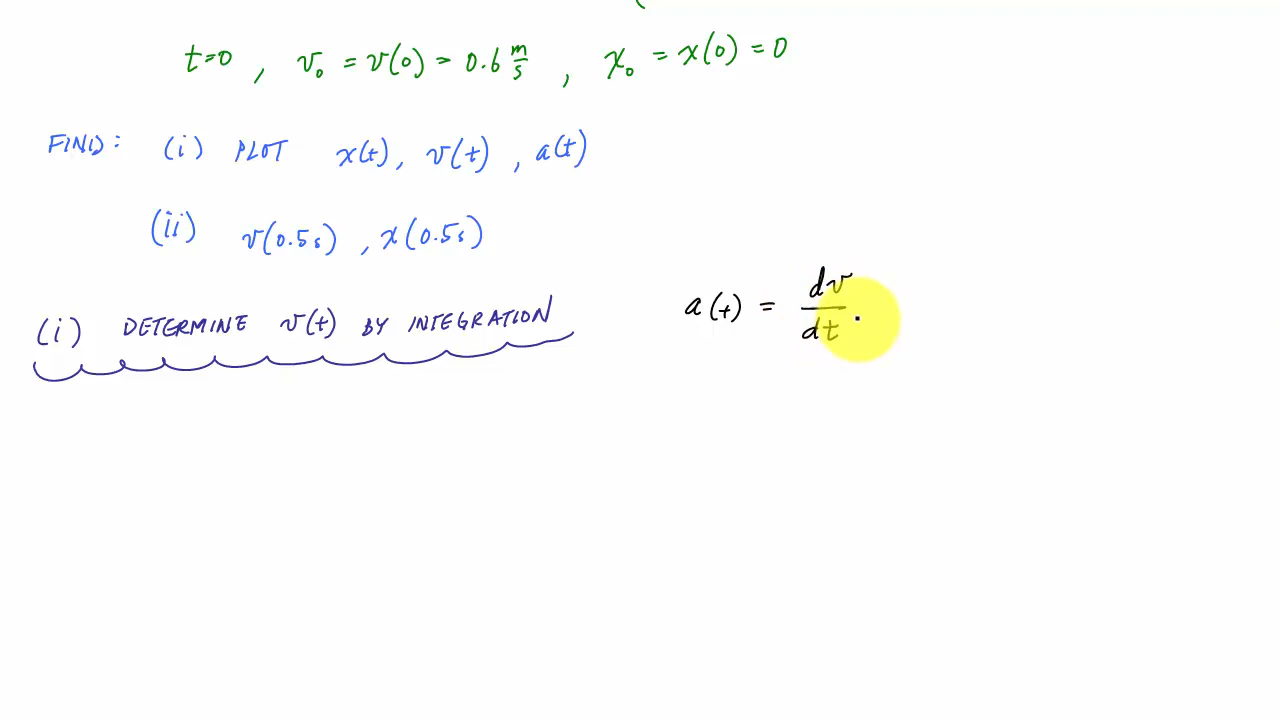 t=0 , v₀ = v(0) = 0.6 m/s , x₀ = x(0) = 0
FIND: (i) PLOT x(t), v(t), a(t)
(ii) v(0.5s), x(0.5s)
(i) DETERMINE v(t) BY INTEGRATION
a(t) = dv/dt